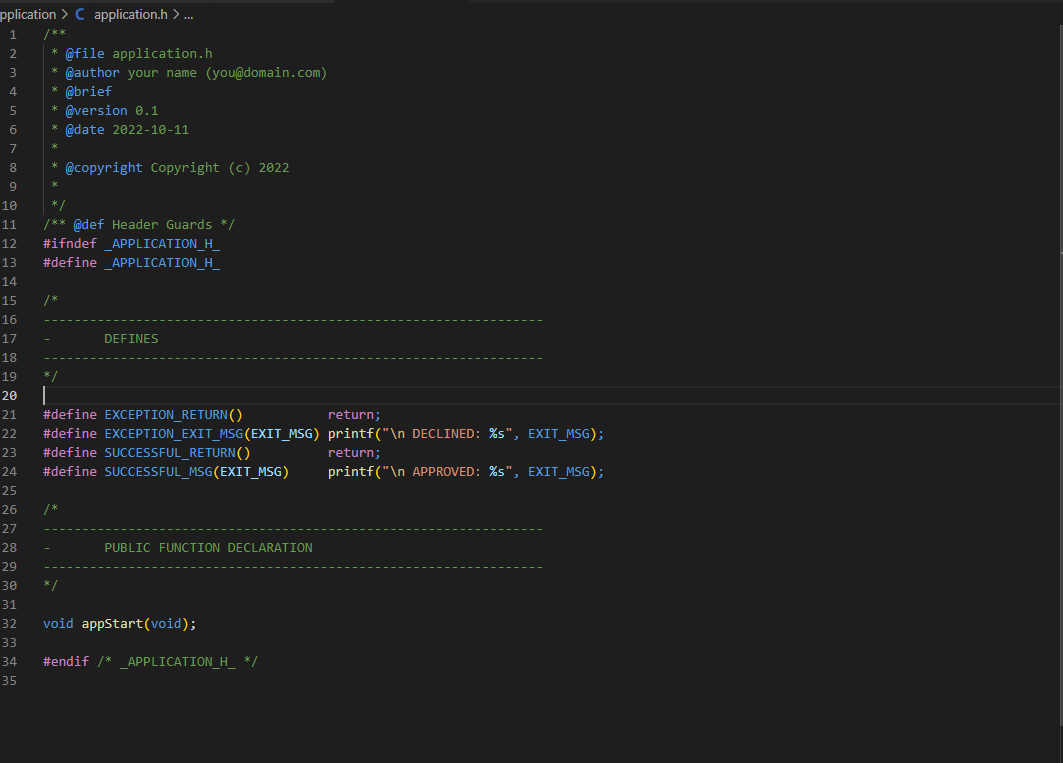 pplication > C application.h > ...
1 /**
2  * @file application.h
3  * @author your name (you@domain.com)
4  * @brief
5  * @version 0.1
6  * @date 2022-10-11
7  *
8  * @copyright Copyright (c) 2022
9  *
10  */
11 /** @def Header Guards */
12 #ifndef _APPLICATION_H_
13 #define _APPLICATION_H_
14
15 /*
16 -----------------------------------------------------------------
17 -       DEFINES
18 -----------------------------------------------------------------
19 */
20
21 #define EXCEPTION_RETURN()           return;
22 #define EXCEPTION_EXIT_MSG(EXIT_MSG) printf("\n DECLINED: %s", EXIT_MSG);
23 #define SUCCESSFUL_RETURN()          return;
24 #define SUCCESSFUL_MSG(EXIT_MSG)     printf("\n APPROVED: %s", EXIT_MSG);
25
26 /*
27 -----------------------------------------------------------------
28 -       PUBLIC FUNCTION DECLARATION
29 -----------------------------------------------------------------
30 */
31
32 void appStart(void);
33
34 #endif /* _APPLICATION_H_ */
35